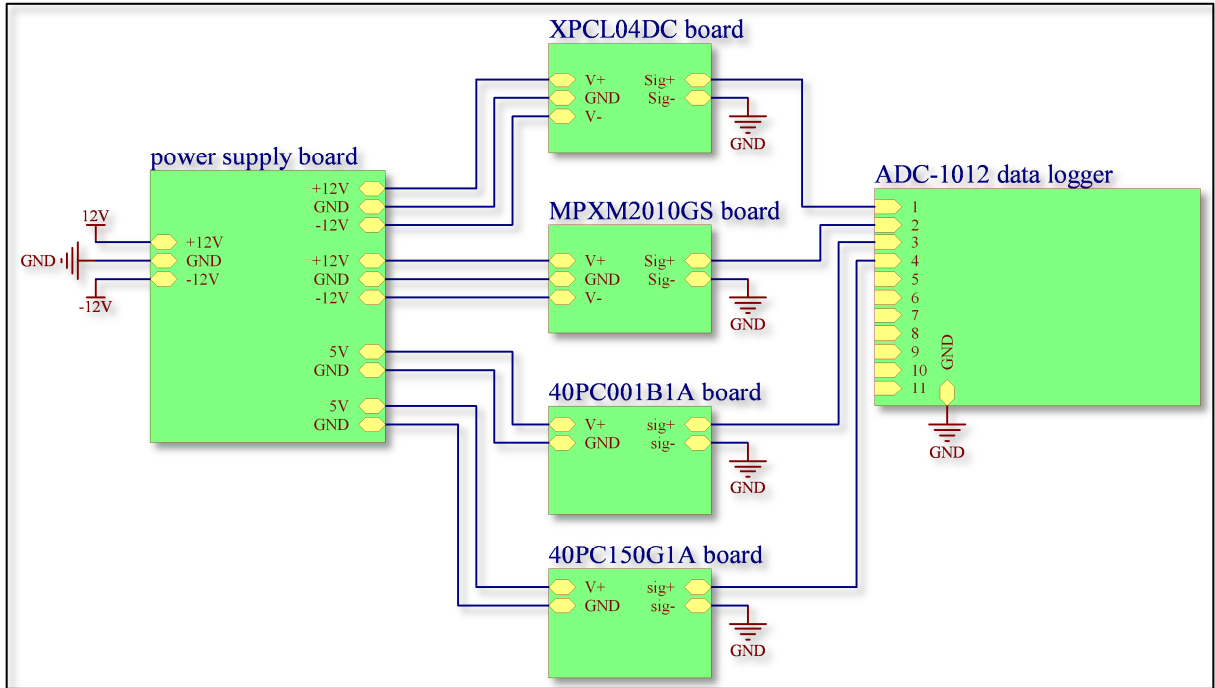 XPCL04DC board
V+ Sig+
GND Sig-
V-
GND
power supply board
+12V
GND
-12V
12V
+12V
GND GND
-12V
-12V
+12V
GND
-12V
5V
GND
5V
GND
MPXM2010GS board
V+ Sig+
GND Sig-
V-
GND
40PC001B1A board
V+ sig+
GND sig-
GND
40PC150G1A board
V+ sig+
GND sig-
GND
ADC-1012 data logger
1
2
3
4
5
6
7
8
9
10
11
GND
GND